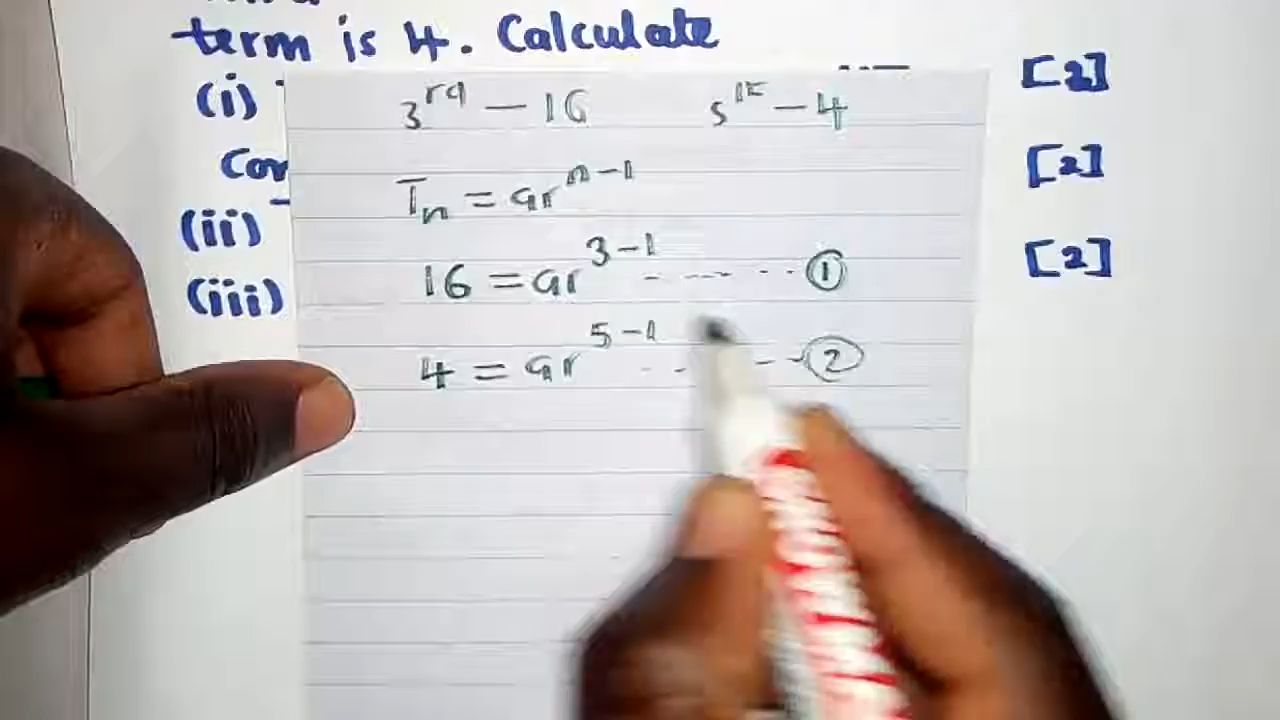 term is 4. Calculate
(i) [2]
[2]
(ii)
(iii) [2]
3rd – 16 5th – 4
Tn = ar^n-1
16 = ar^3-1 ------- (1)
4 = ar^5-1 ------- (2)